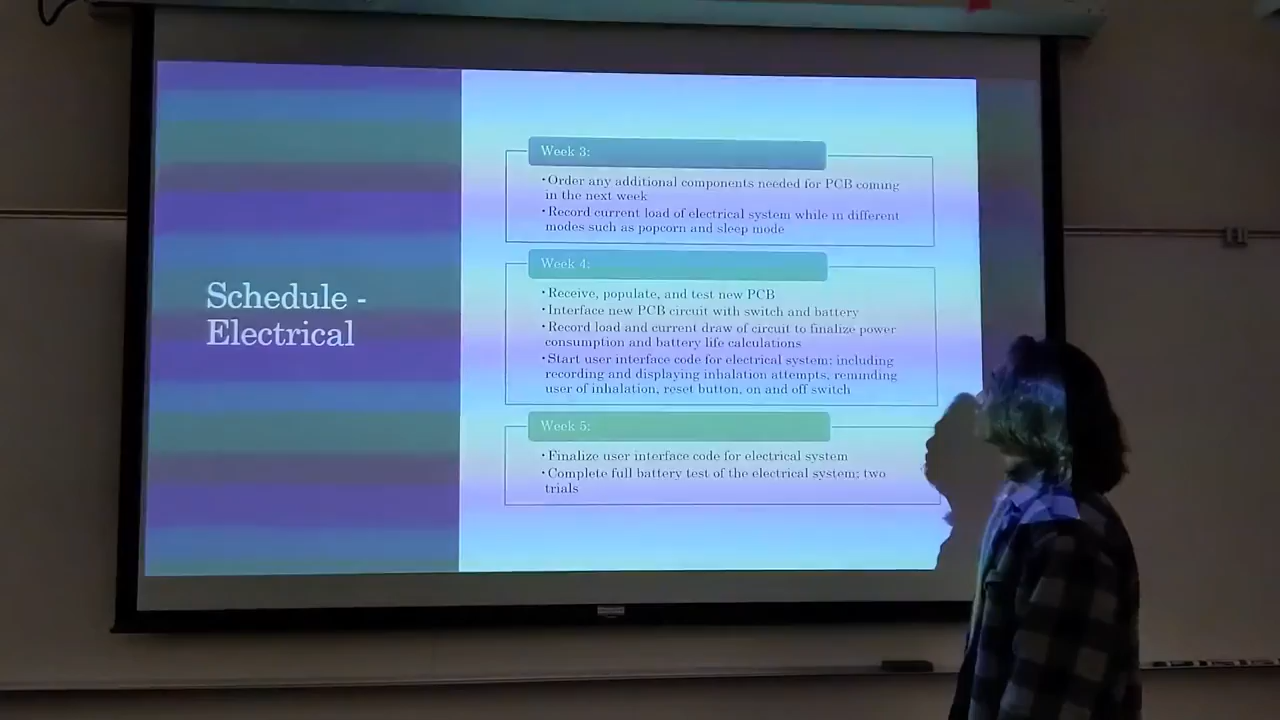 Schedule -
Electrical
Week 3:
•Order any additional components needed for PCB coming
in the next week
•Record current load of electrical system while in different
modes such as popcorn and sleep mode
Week 4:
•Receive, populate, and test new PCB
•Interface new PCB circuit with switch and battery
•Record load and current draw of circuit to finalize power
consumption and battery life calculations
•Start user interface code for electrical system; including
recording and displaying inhalation attempts, reminding
user of inhalation, reset button, on and off switch
Week 5:
•Finalize user interface code for electrical system
•Complete full battery test of the electrical system; two
trials